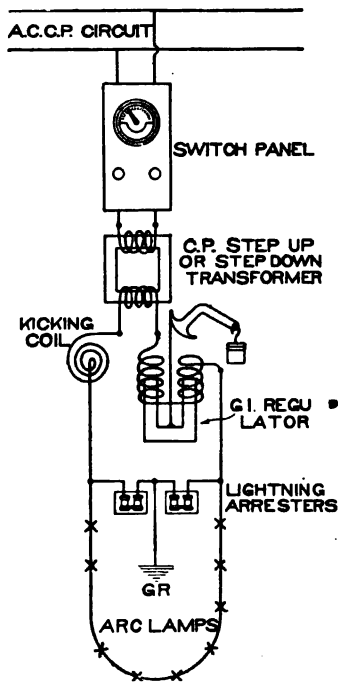 A.C.C.P. CIRCUIT
SWITCH PANEL
C.P. STEP UP
OR STEP DOWN
TRANSFORMER
KICKING
COIL
G.I. REGU
LATOR
LIGHTNING
ARRESTERS
GR
ARC LAMPS